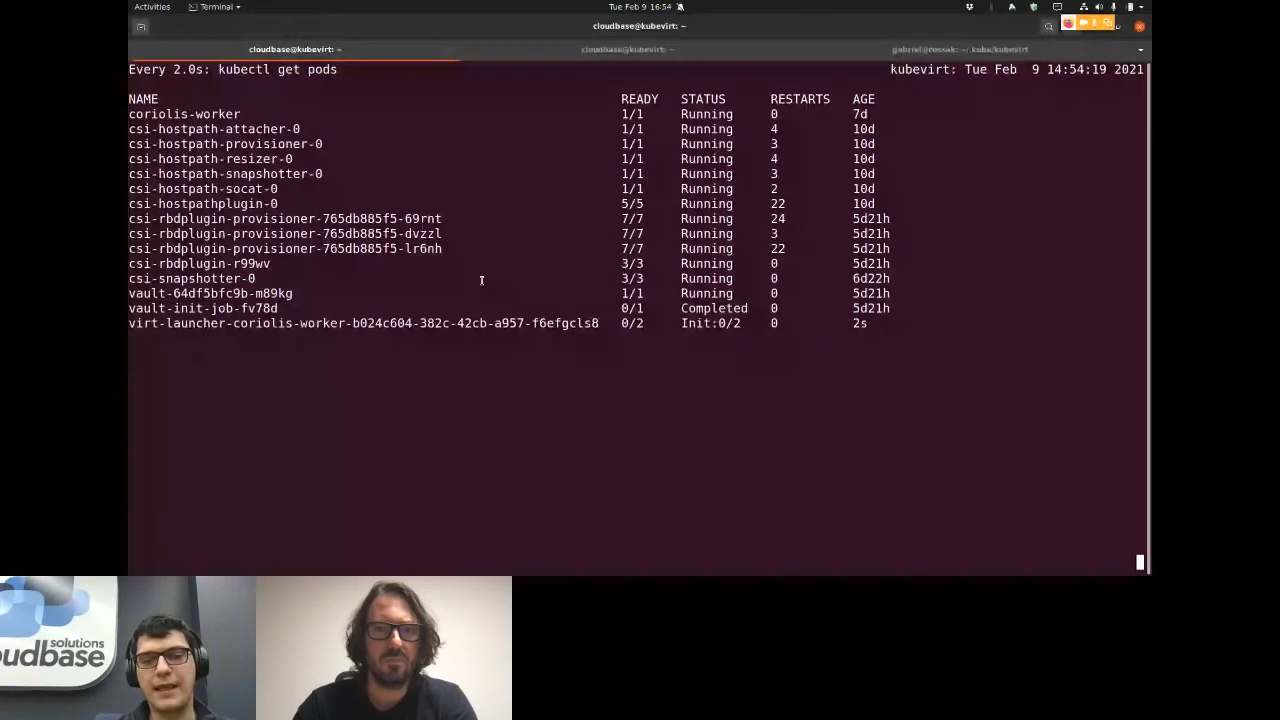 Activities Terminal Tue Feb 9 16:54
cloudbase@kubevirt: ~
cloudbase@kubevirt: ~ cloudbase@kubevirt: ~ gabriel@rossak: ~/.kube/kubevirt
Every 2.0s: kubectl get pods kubevirt: Tue Feb 9 14:54:19 2021
NAME READY STATUS RESTARTS AGE
coriolis-worker 1/1 Running 0 7d
csi-hostpath-attacher-0 1/1 Running 4 10d
csi-hostpath-provisioner-0 1/1 Running 3 10d
csi-hostpath-resizer-0 1/1 Running 4 10d
csi-hostpath-snapshotter-0 1/1 Running 3 10d
csi-hostpath-socat-0 1/1 Running 2 10d
csi-hostpathplugin-0 5/5 Running 22 10d
csi-rbdplugin-provisioner-765db885f5-69rnt 7/7 Running 24 5d21h
csi-rbdplugin-provisioner-765db885f5-dvzzl 7/7 Running 3 5d21h
csi-rbdplugin-provisioner-765db885f5-lr6nh 7/7 Running 22 5d21h
csi-rbdplugin-r99wv 3/3 Running 0 5d21h
csi-snapshotter-0 3/3 Running 0 6d22h
vault-64df5bfc9b-m89kg 1/1 Running 0 5d21h
vault-init-job-fv78d 0/1 Completed 0 5d21h
virt-launcher-coriolis-worker-b024c604-382c-42cb-a957-f6efgcls8 0/2 Init:0/2 0 2s
solutions
oudbase